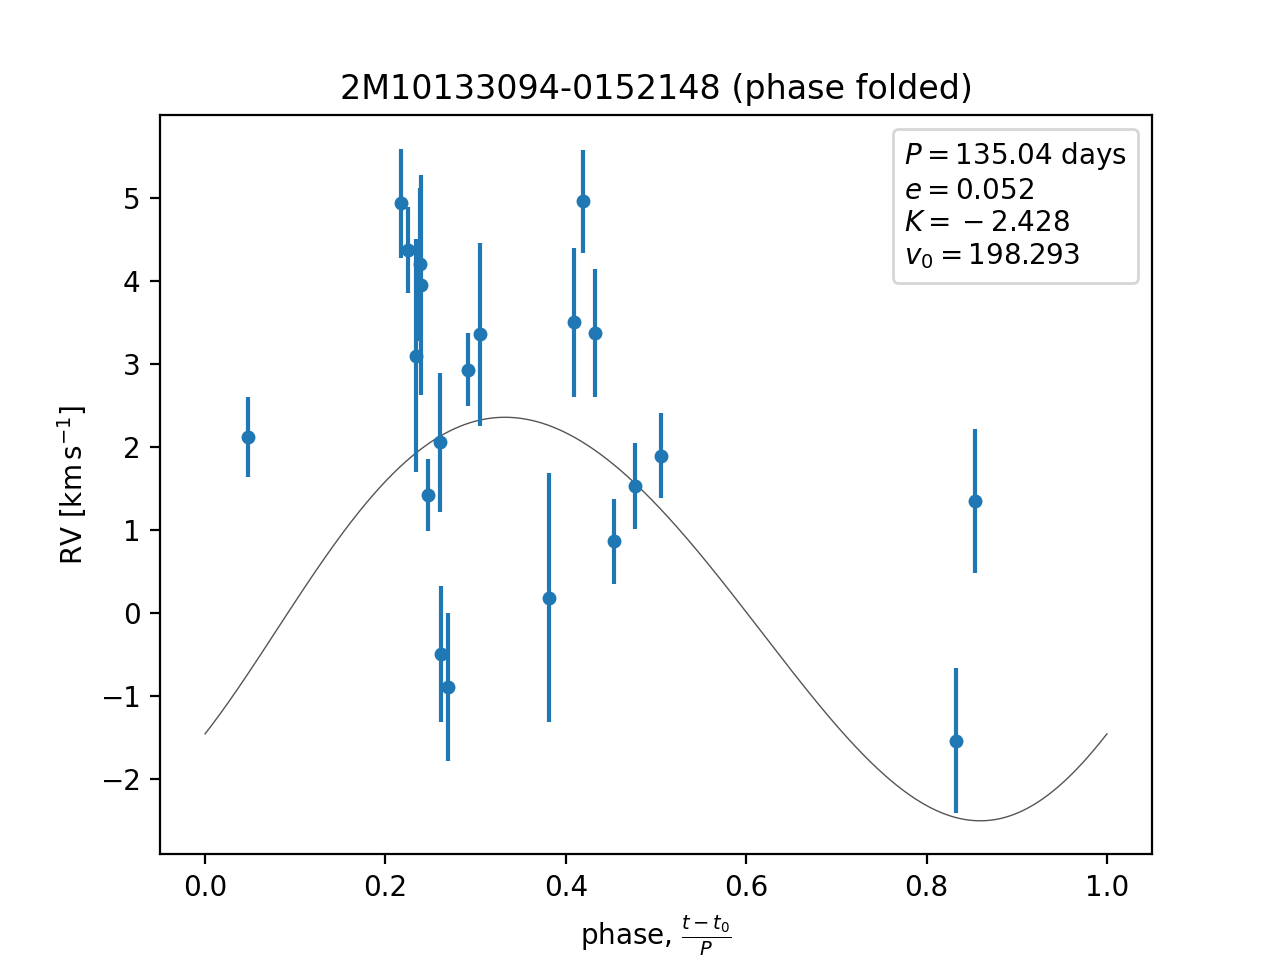 2M10133094-0152148 (phase folded)
P = 135.04 days
e = 0.052
K = −2.428
v₀ = 198.293
5
4
3
2
1
0
−1
−2
RV [km s⁻¹]
0.0 0.2 0.4 0.6 0.8 1.0
phase, (t − t₀)/P